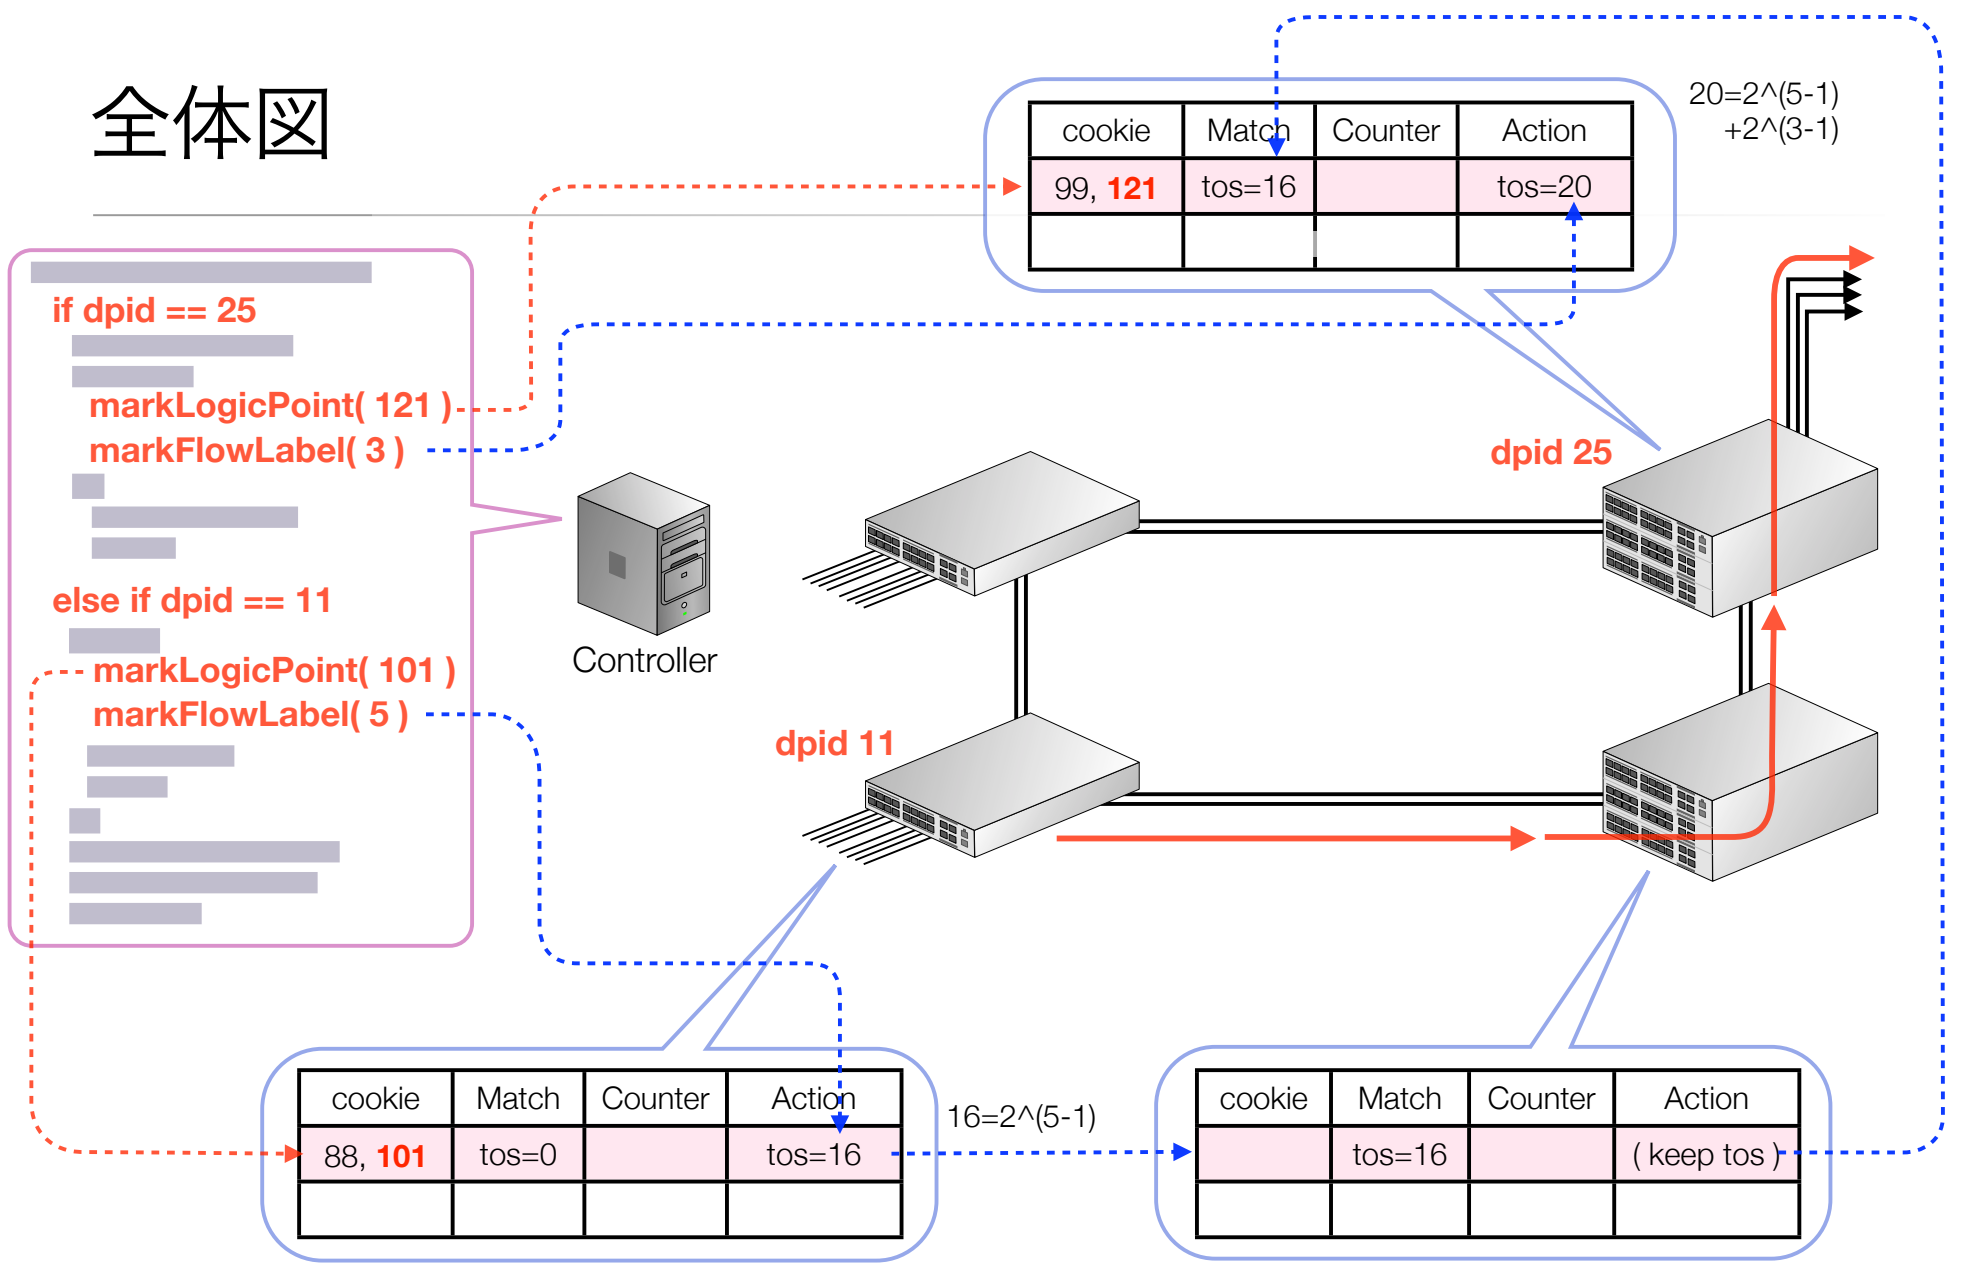 全体図
20=2^(5-1)
+2^(3-1)
cookie Match Counter Action
99, 121 tos=16 tos=20
if dpid == 25
markLogicPoint( 121 )
markFlowLabel( 3 )
else if dpid == 11
markLogicPoint( 101 )
markFlowLabel( 5 )
Controller
dpid 25
dpid 11
cookie Match Counter Action
88, 101 tos=0 tos=16
16=2^(5-1)
cookie Match Counter Action
tos=16 ( keep tos )